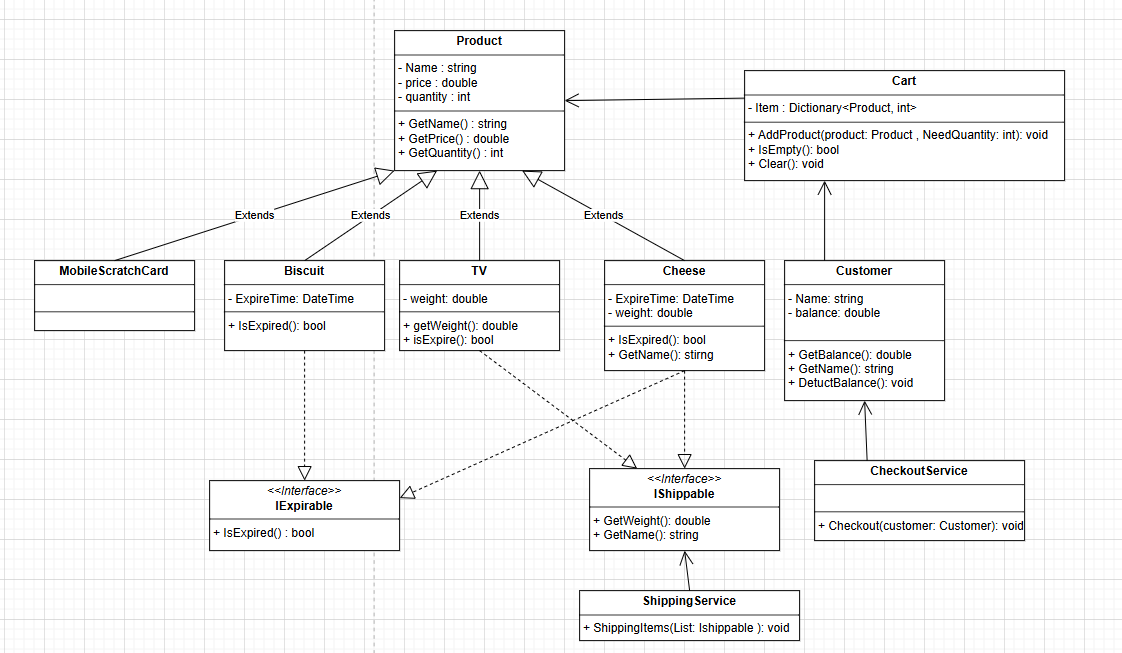 Product
- Name : string
- price : double
- quantity : int
+ GetName() : string
+ GetPrice() : double
+ GetQuantity() : int
Cart
- Item : Dictionary<Product, int>
+ AddProduct(product: Product , NeedQuantity: int): void
+ IsEmpty(): bool
+ Clear(): void
Extends
Extends
Extends
Extends
MobileScratchCard
Biscuit
- ExpireTime: DateTime
+ IsExpired(): bool
TV
- weight: double
+ getWeight(): double
+ isExpire(): bool
Cheese
- ExpireTime: DateTime
- weight: double
+ IsExpired(): bool
+ GetName(): stirng
Customer
- Name: string
- balance: double
+ GetBalance(): double
+ GetName(): string
+ DetuctBalance(): void
<<Interface>>
IExpirable
+ IsExpired() : bool
<<Interface>>
IShippable
+ GetWeight(): double
+ GetName(): string
CheckoutService
+ Checkout(customer: Customer): void
ShippingService
+ ShippingItems(List: Ishippable ): void